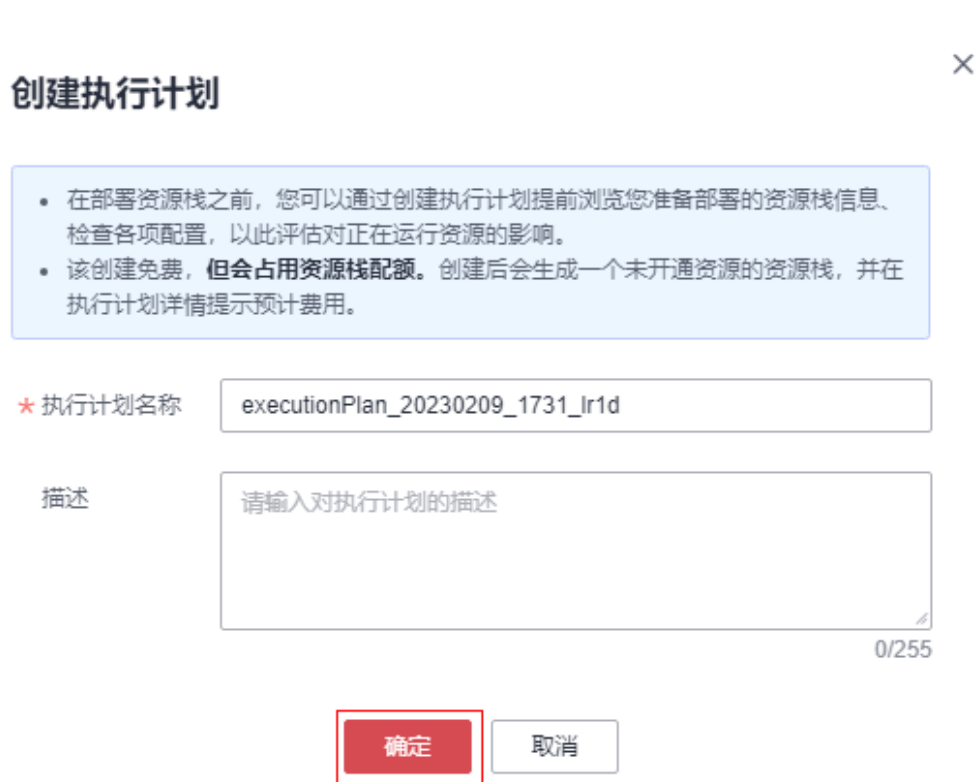 创建执行计划
在部署资源栈之前，您可以通过创建执行计划提前浏览您准备部署的资源栈信息、
检查各项配置，以此评估对正在运行资源的影响。
该创建免费，但会占用资源栈配额。创建后会生成一个未开通资源的资源栈，并在
执行计划详情提示预计费用。
* 执行计划名称 executionPlan_20230209_1731_lr1d
描述 请输入对执行计划的描述
0/255
确定 取消